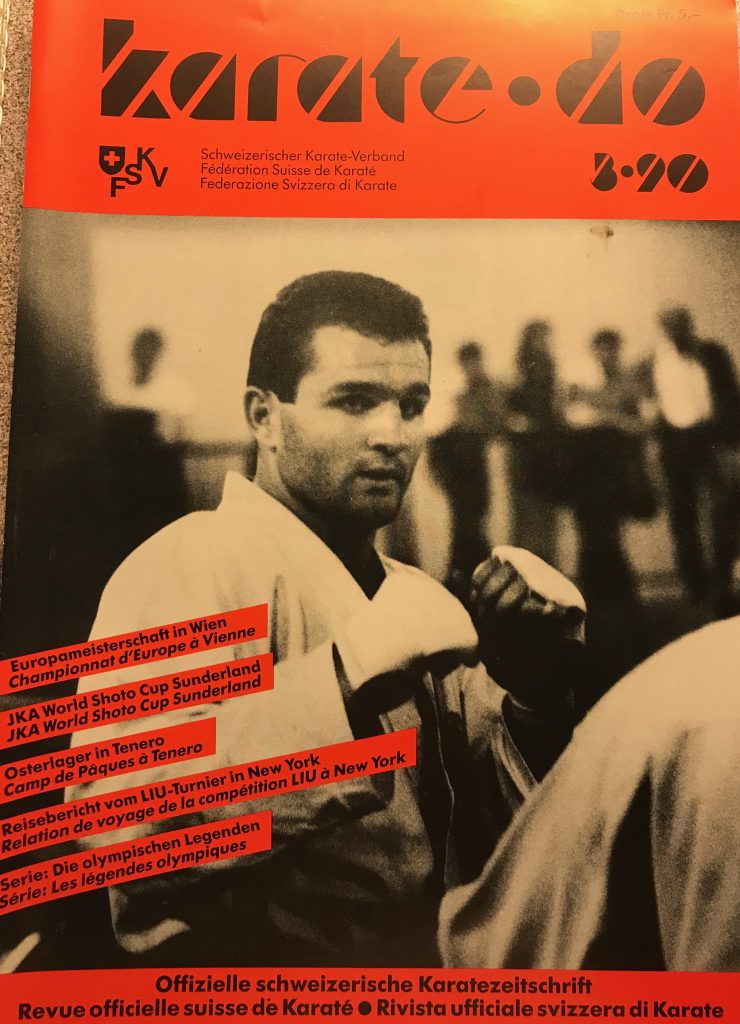 Preis Fr. 5.–
karate·do
FSKV
Schweizerischer Karate-Verband
Fédération Suisse de Karaté
Federazione Svizzera di Karate
3·90
Europameisterschaft in Wien
Championnat d'Europe à Vienne
JKA World Shoto Cup Sunderland
JKA World Shoto Cup Sunderland
Osterlager in Tenero
Camp de Pâques à Tenero
Reisebericht vom LIU-Turnier in New York
Relation de voyage de la compétition LIU à New York
Serie: Die olympischen Legenden
Série: Les légendes olympiques
Offizielle schweizerische Karatezeitschrift
Revue officielle suisse de Karaté ● Rivista ufficiale svizzera di Karate